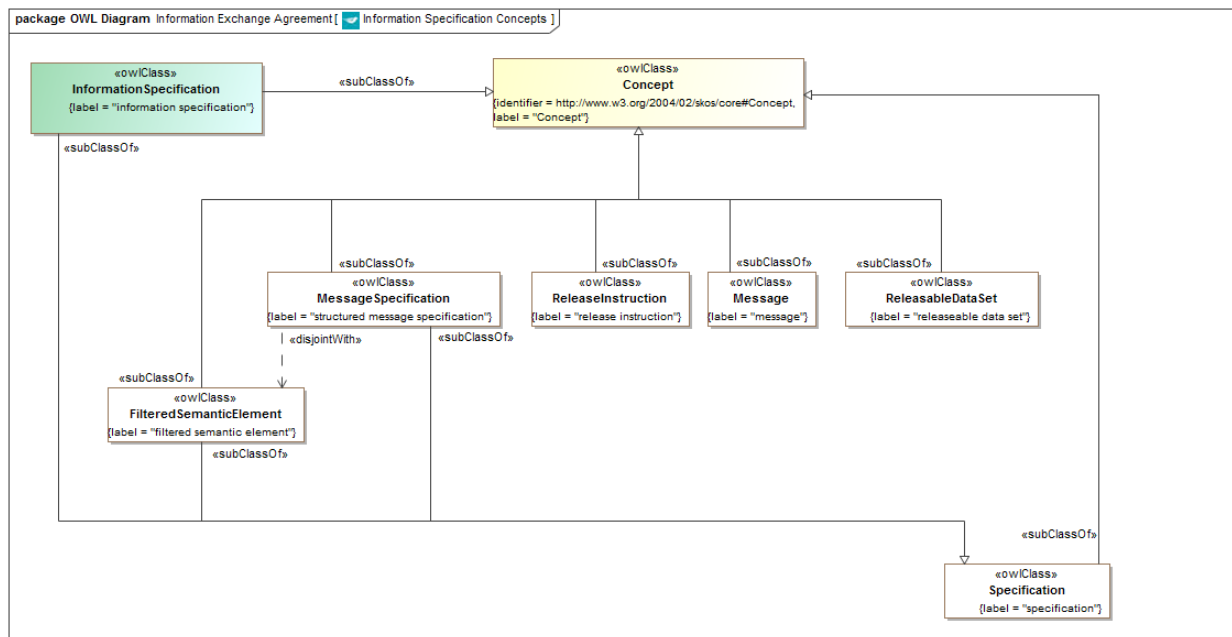 package OWL Diagram Information Exchange Agreement [ Information Specification Concepts ]
«owlClass»
InformationSpecification
{label = "information specification"}
«subClassOf»
«owlClass»
Concept
{identifier = http://www.w3.org/2004/02/skos/core#Concept,
label = "Concept"}
«subClassOf»
«subClassOf»
«owlClass»
MessageSpecification
{label = "structured message specification"}
«subClassOf»
«owlClass»
ReleaseInstruction
{label = "release instruction"}
«subClassOf»
«owlClass»
Message
{label = "message"}
«subClassOf»
«owlClass»
ReleasableDataSet
{label = "releaseable data set"}
«disjointWith»
«subClassOf»
«subClassOf»
«owlClass»
FilteredSemanticElement
{label = "filtered semantic element"}
«subClassOf»
«subClassOf»
«owlClass»
Specification
{label = "specification"}